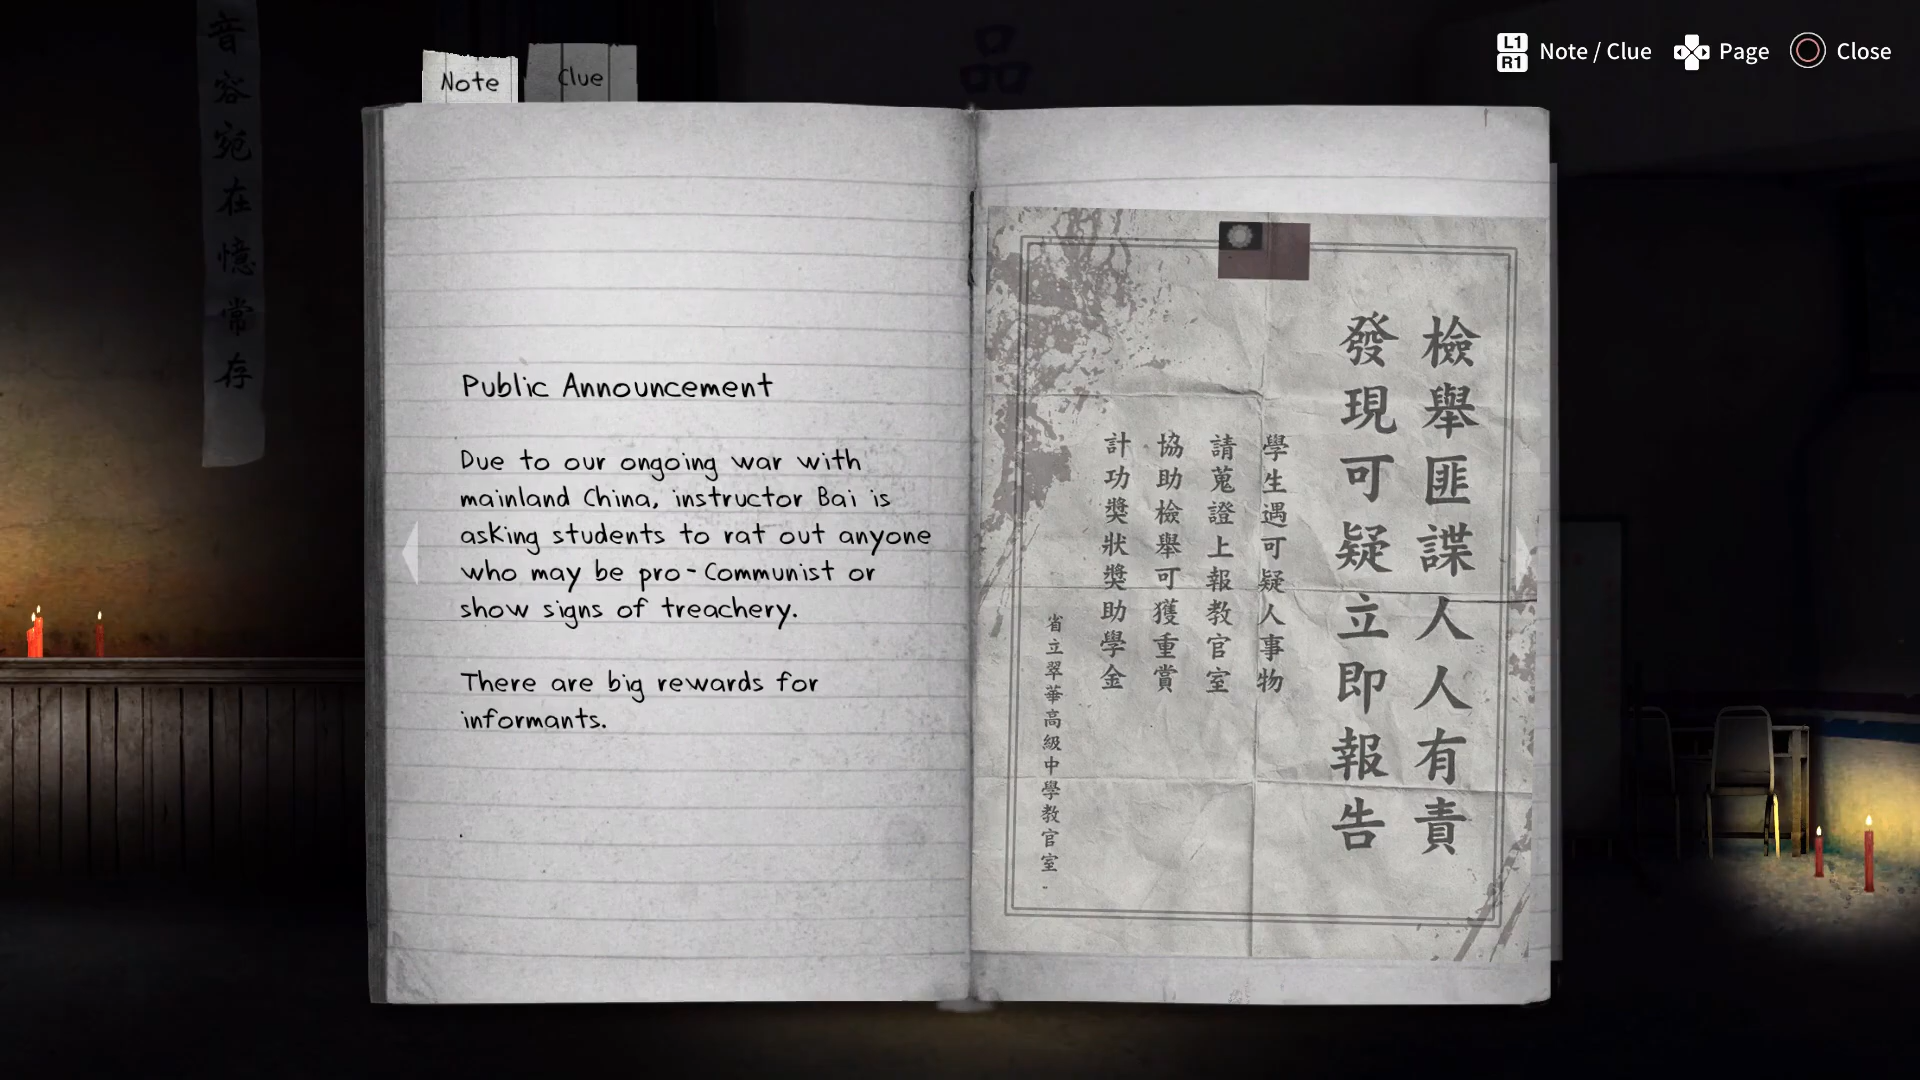 音容宛在憶常存
品
Note
Clue
L1
R1
Note / Clue
Page
Close
Public Announcement
Due to our ongoing war with
mainland China, instructor Bai is
asking students to rat out anyone
who may be pro-Communist or
show signs of treachery.
There are big rewards for
informants.
檢舉匪諜人人有責
發現可疑立即報告
學生遇可疑人事物
請蒐證上報教官室
協助檢舉可獲重賞
計功獎狀獎助學金
省立翠華高級中學教官室